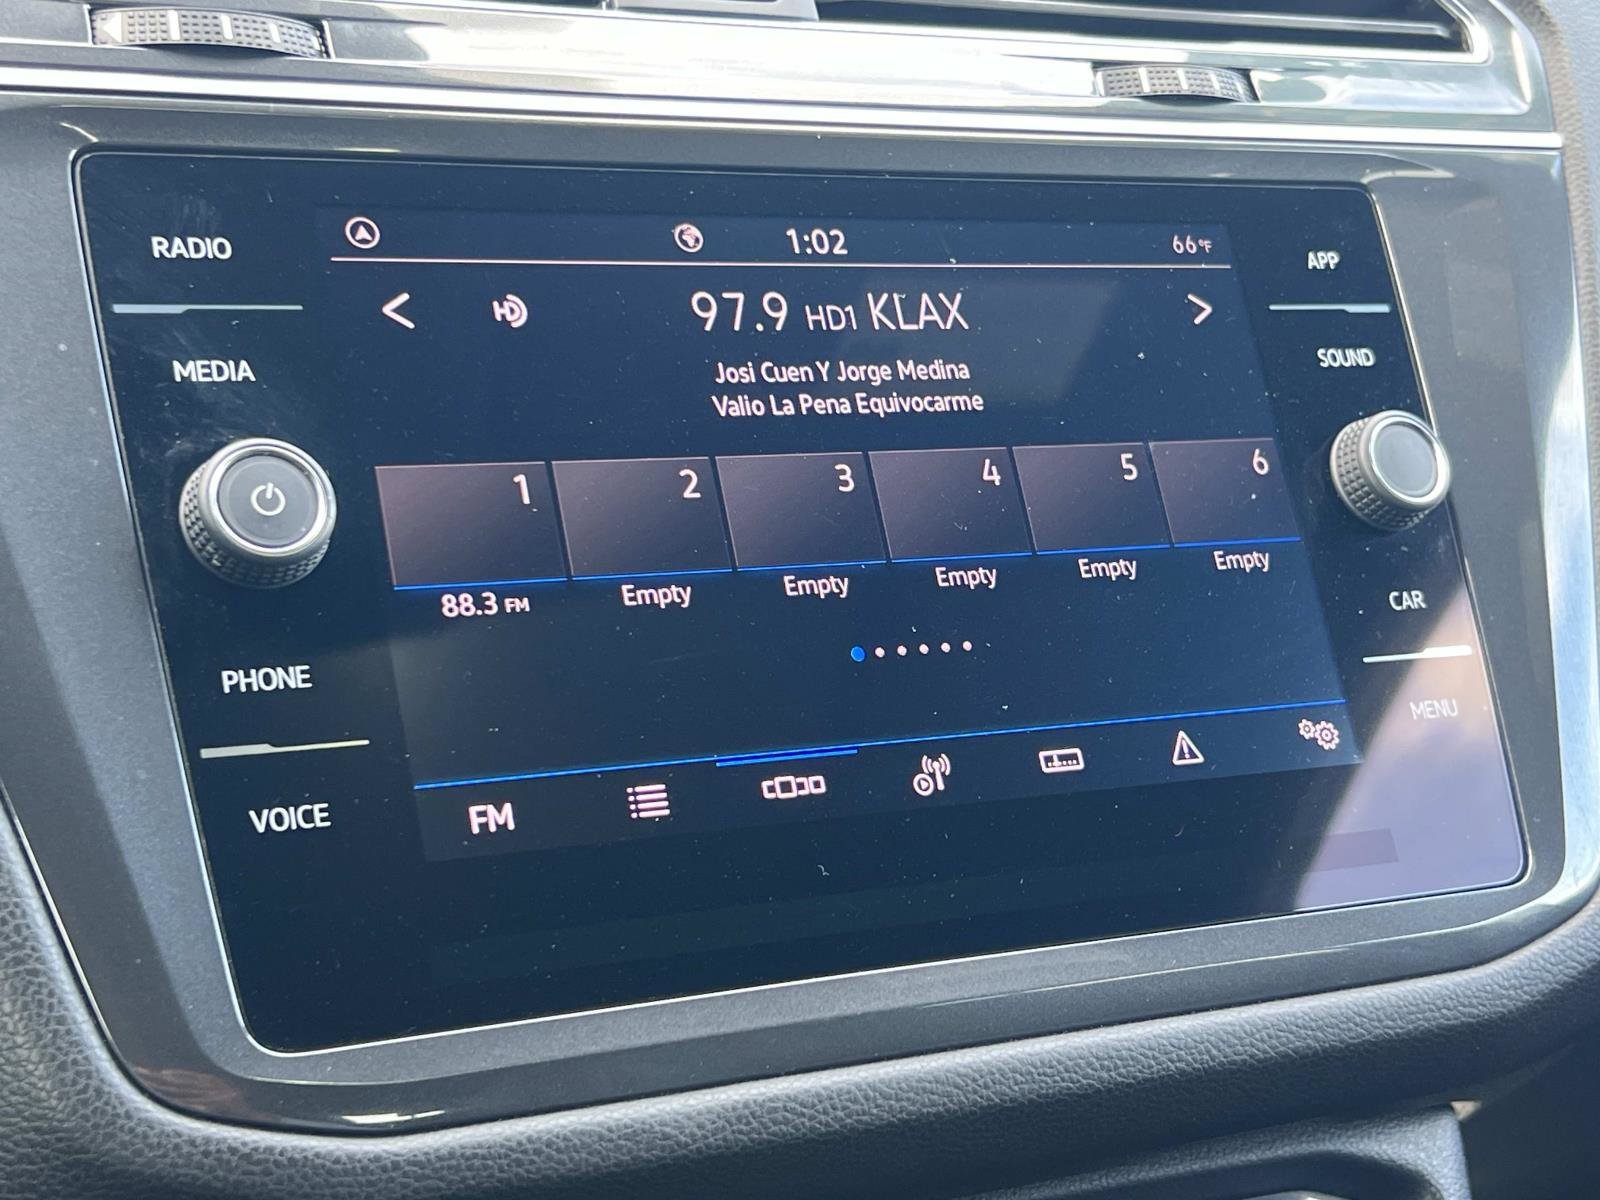 RADIO
MEDIA
PHONE
VOICE
1:02
66°F
HD
97.9 HD1 KLAX
Josi Cuen Y Jorge Medina
Valio La Pena Equivocarme
1 2 3 4 5 6
88.3 FM Empty Empty Empty Empty Empty
FM
APP
SOUND
CAR
MENU